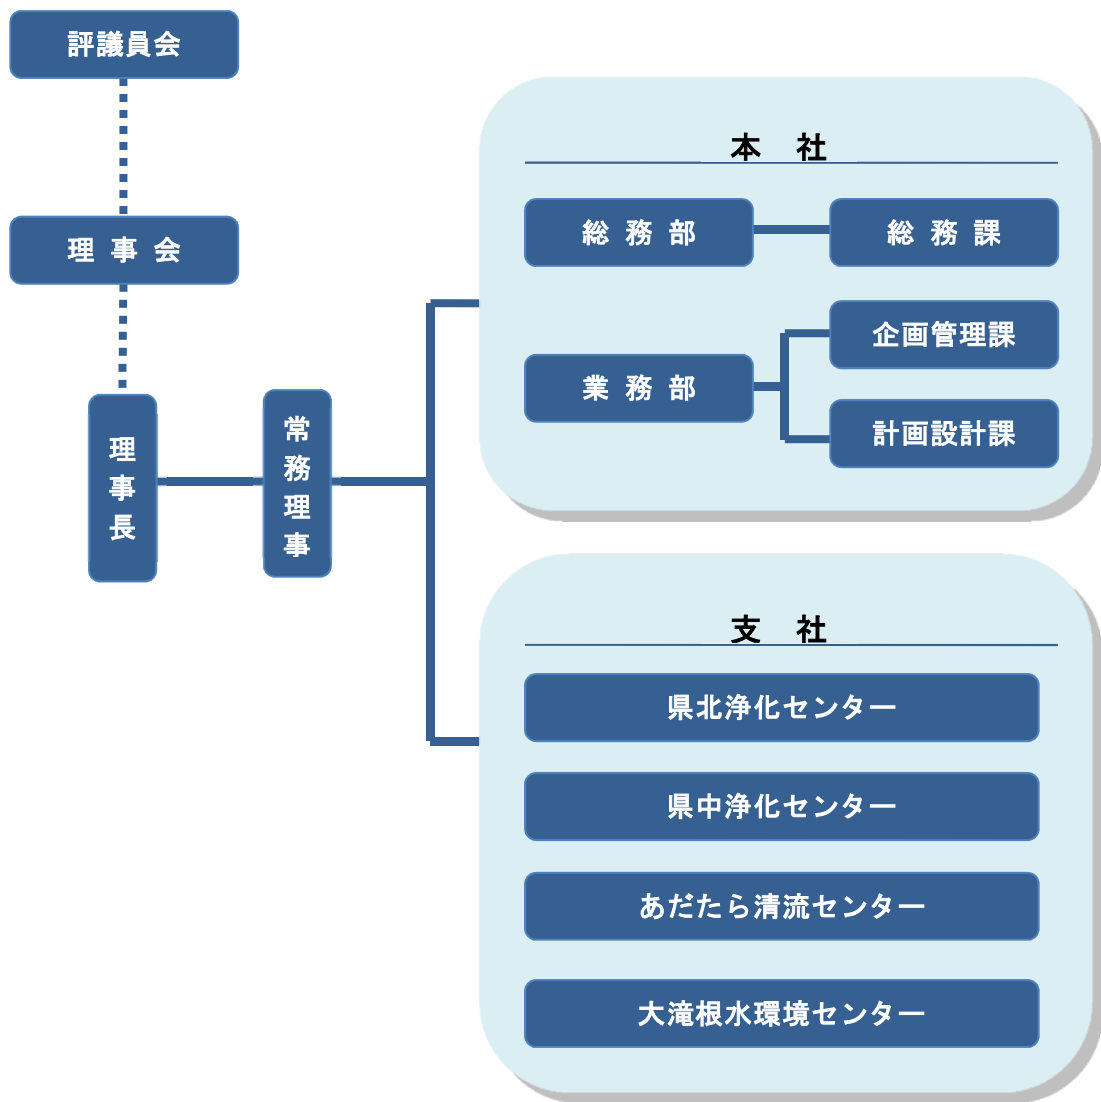 評議員会
理 事 会
理事長
常務理事
本 社
総 務 部
総 務 課
業 務 部
企画管理課
計画設計課
支 社
県北浄化センター
県中浄化センター
あだたら清流センター
大滝根水環境センター